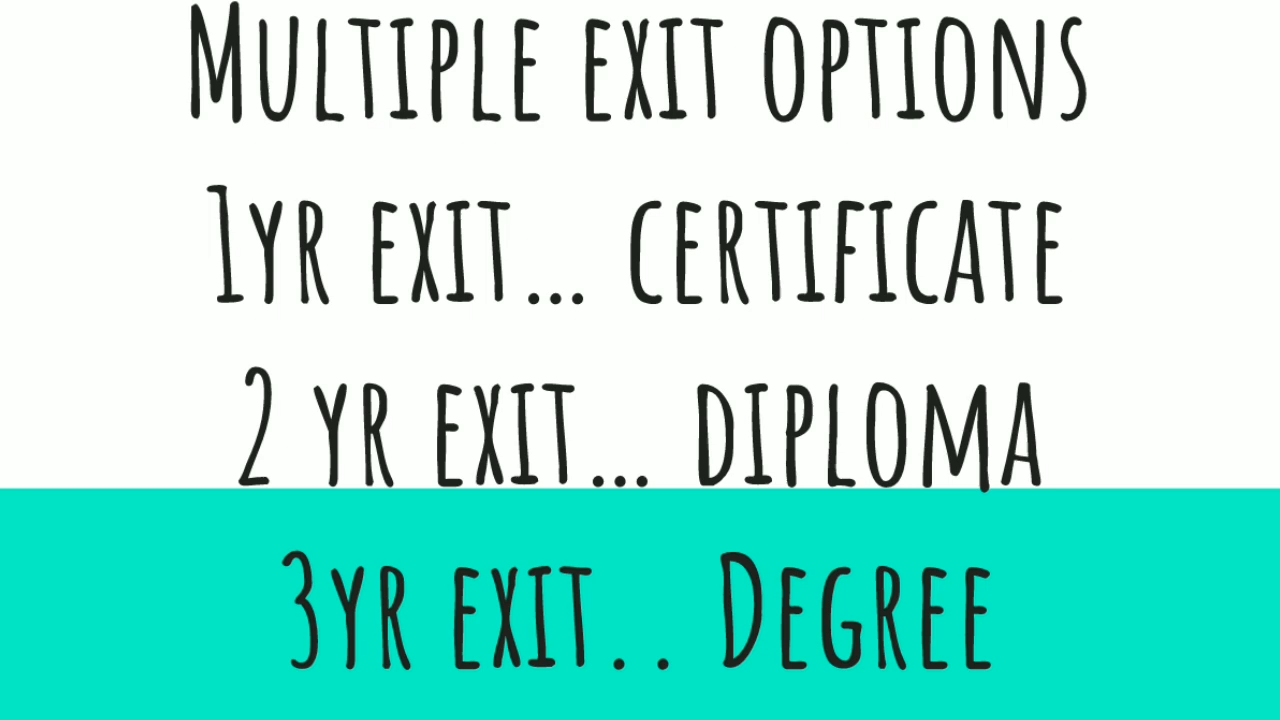 Multiple exit options
1yr exit... certificate
2 yr exit... diploma
3yr exit.. Degree